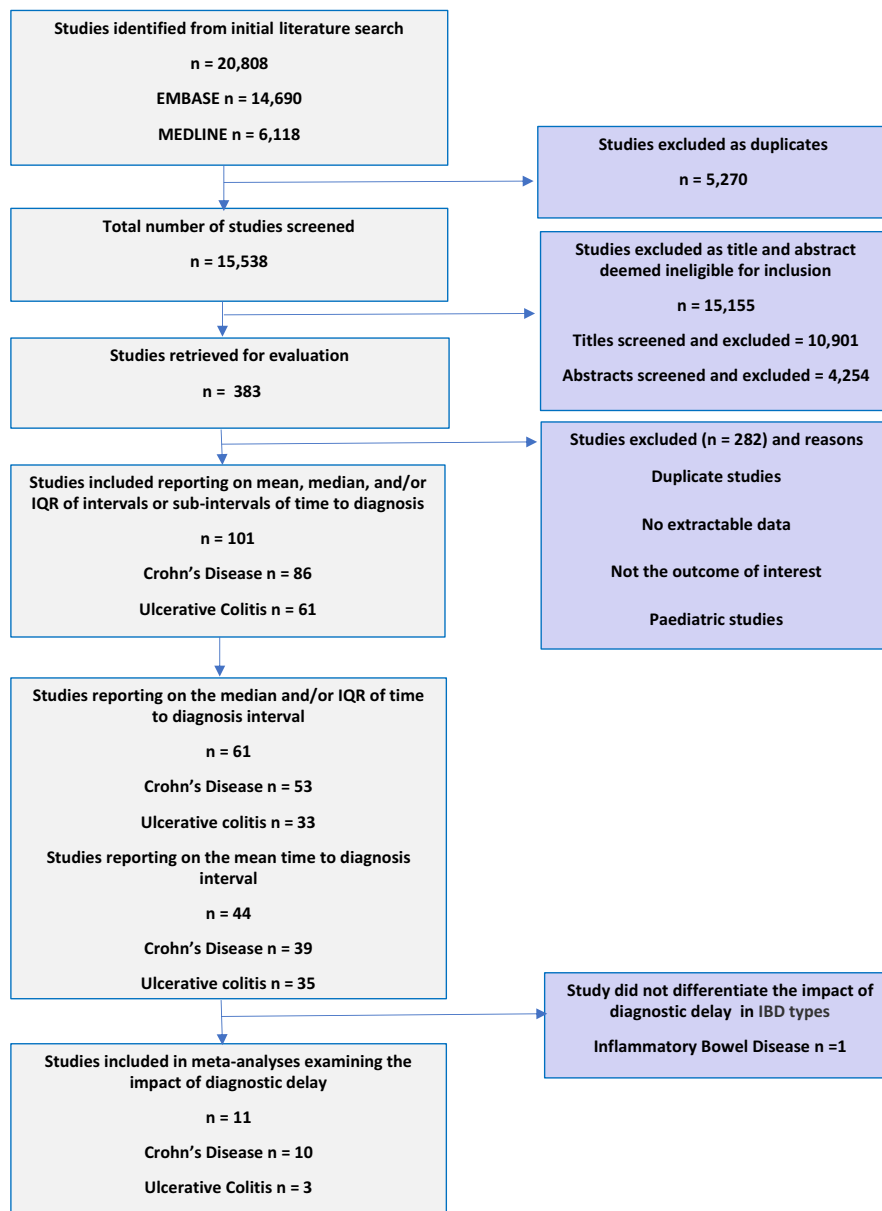 Studies identified from initial literature search
n = 20,808
EMBASE n = 14,690
MEDLINE n = 6,118
Studies excluded as duplicates
n = 5,270
Total number of studies screened
n = 15,538
Studies excluded as title and abstract
deemed ineligible for inclusion
n = 15,155
Titles screened and excluded = 10,901
Abstracts screened and excluded = 4,254
Studies retrieved for evaluation
n = 383
Studies excluded (n = 282) and reasons
Duplicate studies
No extractable data
Not the outcome of interest
Paediatric studies
Studies included reporting on mean, median, and/or
IQR of intervals or sub-intervals of time to diagnosis
n = 101
Crohn's Disease n = 86
Ulcerative Colitis n = 61
Studies reporting on the median and/or IQR of time
to diagnosis interval
n = 61
Crohn's Disease n = 53
Ulcerative colitis n = 33
Studies reporting on the mean time to diagnosis
interval
n = 44
Crohn's Disease n = 39
Ulcerative colitis n = 35
Study did not differentiate the impact of
diagnostic delay in IBD types
Inflammatory Bowel Disease n =1
Studies included in meta-analyses examining the
impact of diagnostic delay
n = 11
Crohn's Disease n = 10
Ulcerative Colitis n = 3